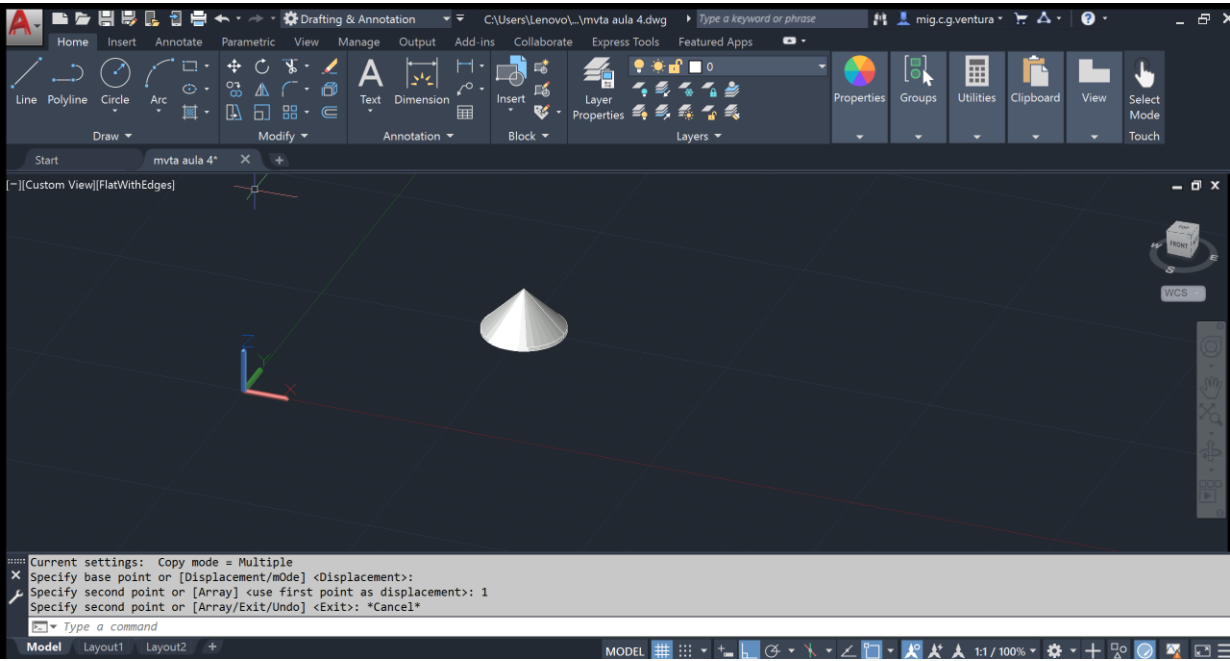 A
Drafting & Annotation
C:\Users\Lenovo\...\mvta aula 4.dwg
Type a keyword or phrase
mig.c.g.ventura
Home Insert Annotate Parametric View Manage Output Add-ins Collaborate Express Tools Featured Apps
0
Line Polyline Circle Arc
Text Dimension
Insert
Layer
Properties
Properties Groups Utilities Clipboard View
Select
Mode
Draw Modify Annotation Block Layers Touch
Start mvta aula 4*
[−][Custom View][FlatWithEdges]
TOP
FRONT
W
E
S
WCS
Z
Y
X
Current settings: Copy mode = Multiple
Specify base point or [Displacement/mOde] <Displacement>:
Specify second point or [Array] <use first point as displacement>: 1
Specify second point or [Array/Exit/Undo] <Exit>: *Cancel*
Type a command
Model Layout1 Layout2 +
MODEL
1:1 / 100%